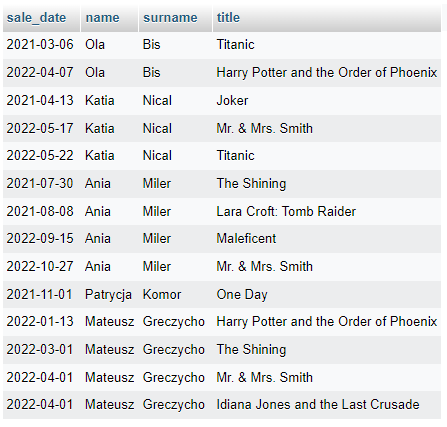 sale_date name surname title
2021-03-06 Ola Bis Titanic
2022-04-07 Ola Bis Harry Potter and the Order of Phoenix
2021-04-13 Katia Nical Joker
2022-05-17 Katia Nical Mr. & Mrs. Smith
2022-05-22 Katia Nical Titanic
2021-07-30 Ania Miler The Shining
2021-08-08 Ania Miler Lara Croft: Tomb Raider
2022-09-15 Ania Miler Maleficent
2022-10-27 Ania Miler Mr. & Mrs. Smith
2021-11-01 Patrycja Komor One Day
2022-01-13 Mateusz Greczycho Harry Potter and the Order of Phoenix
2022-03-01 Mateusz Greczycho The Shining
2022-04-01 Mateusz Greczycho Mr. & Mrs. Smith
2022-04-01 Mateusz Greczycho Idiana Jones and the Last Crusade